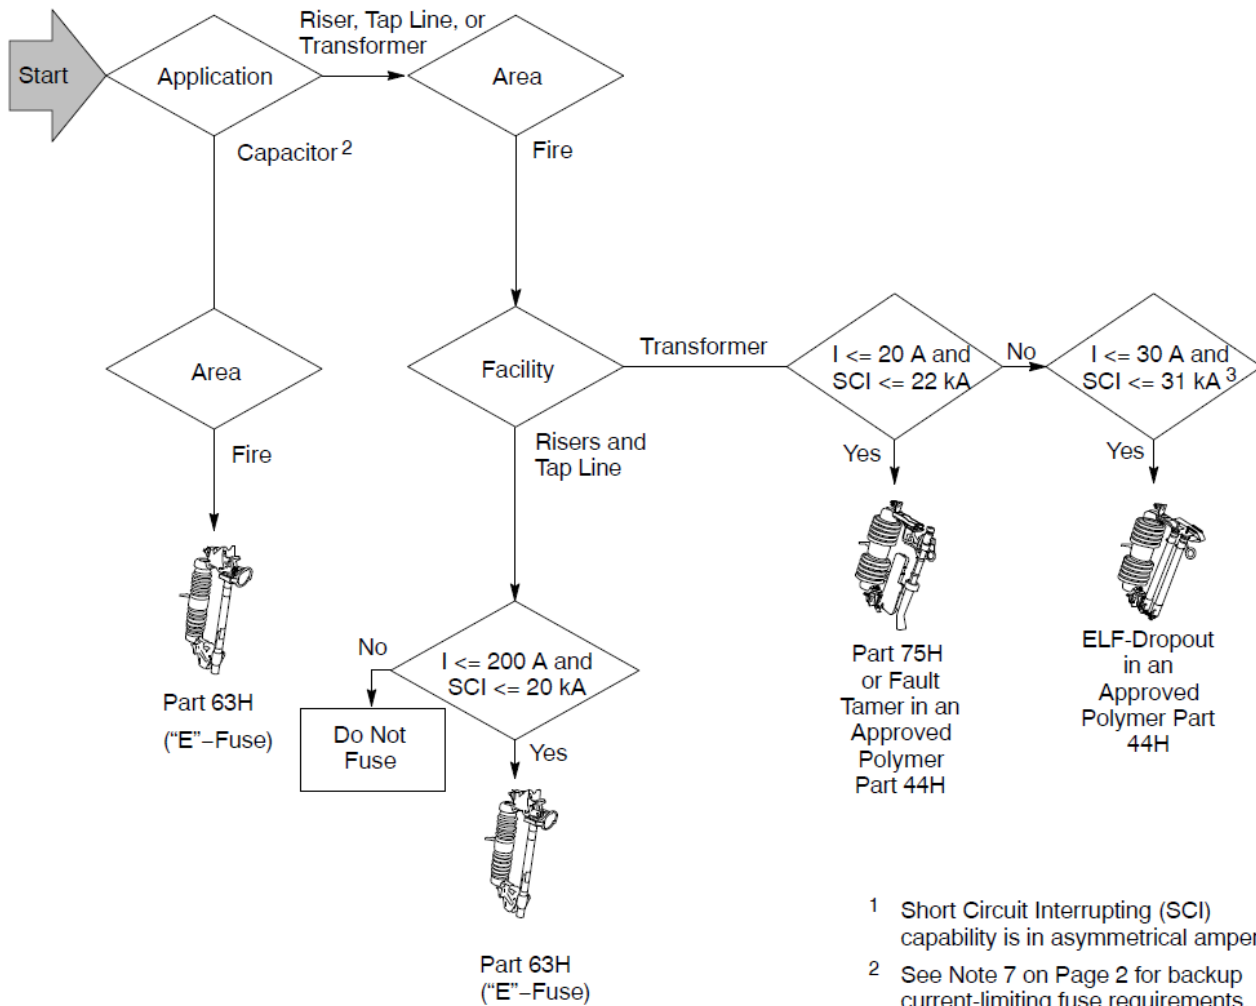 Start
Application
Riser, Tap Line, or
Transformer
Area
Capacitor 2
Fire
Area
Fire
Facility
Transformer
I <= 20 A and
SCI <= 22 kA
No
I <= 30 A and
SCI <= 31 kA 3
Risers and
Tap Line
Yes
Yes
Part 63H
("E"–Fuse)
No
I <= 200 A and
SCI <= 20 kA
Do Not
Fuse
Yes
Part 75H
or Fault
Tamer in an
Approved
Polymer
Part 44H
ELF-Dropout
in an
Approved
Polymer Part
44H
Part 63H
("E"–Fuse)
1 Short Circuit Interrupting (SCI)
capability is in asymmetrical
2 See Note 7 on Page 2 for backup
current-limiting fuse requirements